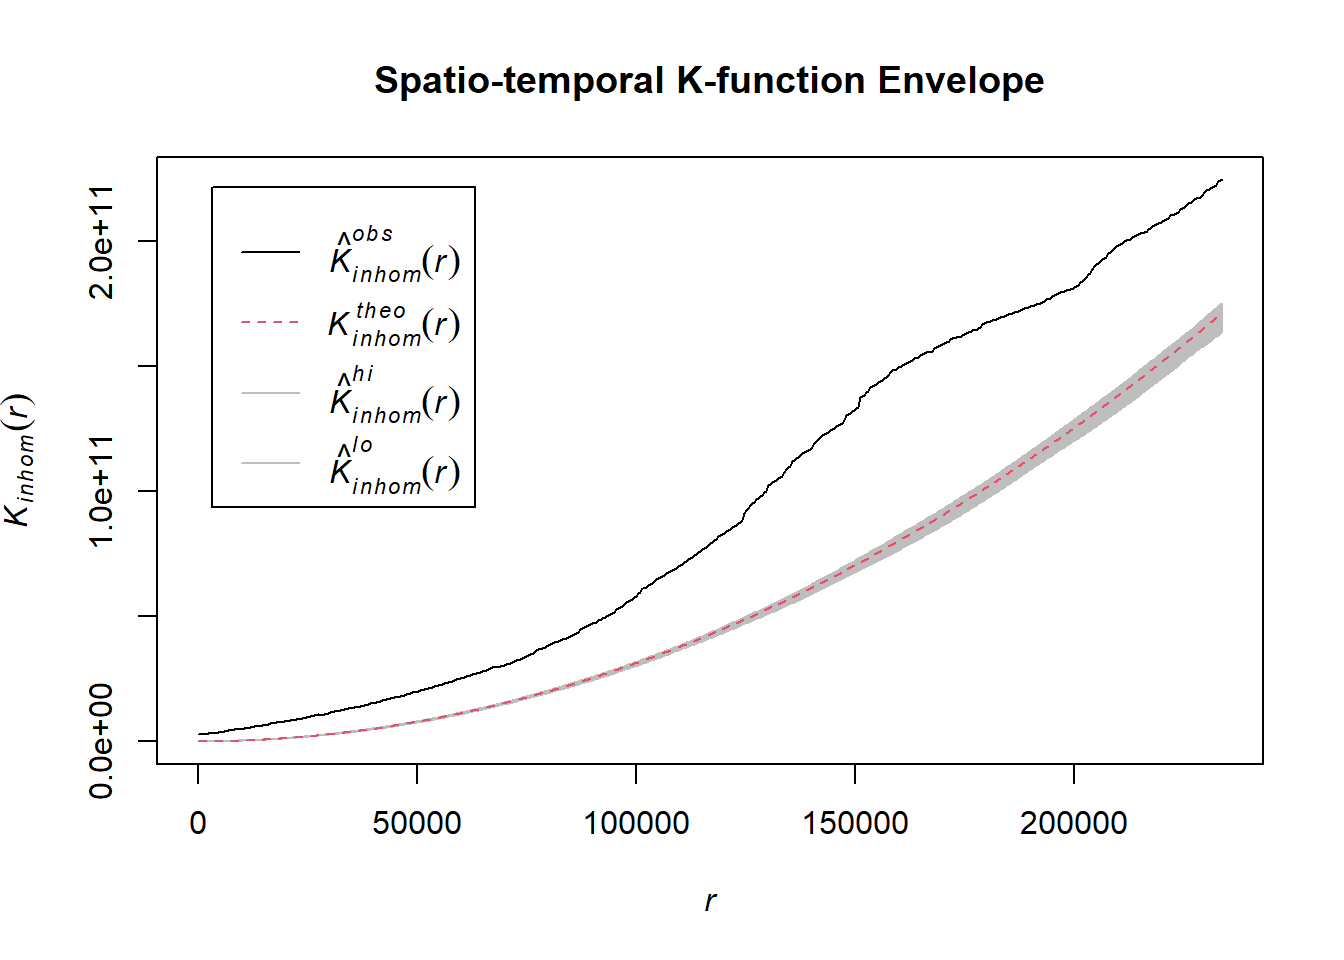 Spatio-temporal K-function Envelope
K̂ᵒᵇˢ_inhom(r)
Kᵗʰᵉᵒ_inhom(r)
K̂ʰⁱ_inhom(r)
K̂ˡᵒ_inhom(r)
K_inhom(r)
2.0e+11
1.0e+11
0.0e+00
0 50000 100000 150000 200000
r